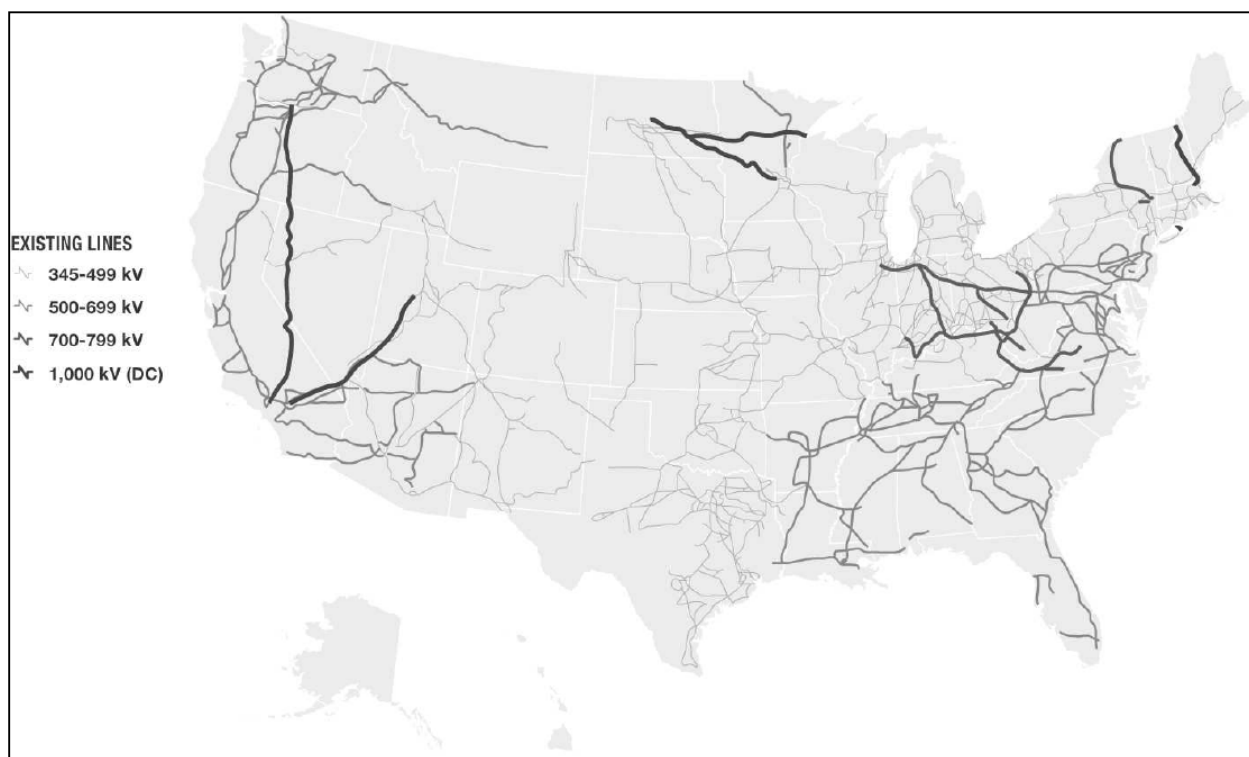 EXISTING LINES
345-499 kV
500-699 kV
700-799 kV
1,000 kV (DC)